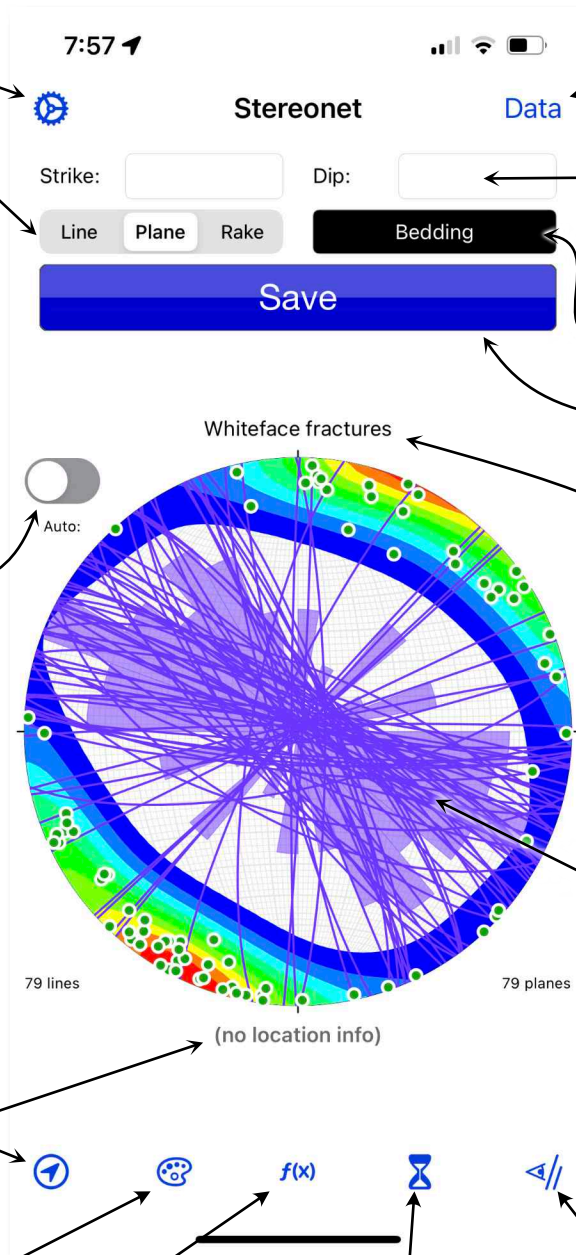 7:57
Stereonet
Data
Strike:
Dip:
Line
Plane
Rake
Bedding
Save
Whiteface fractures
Auto:
79 lines
79 planes
(no location info)
f(x)